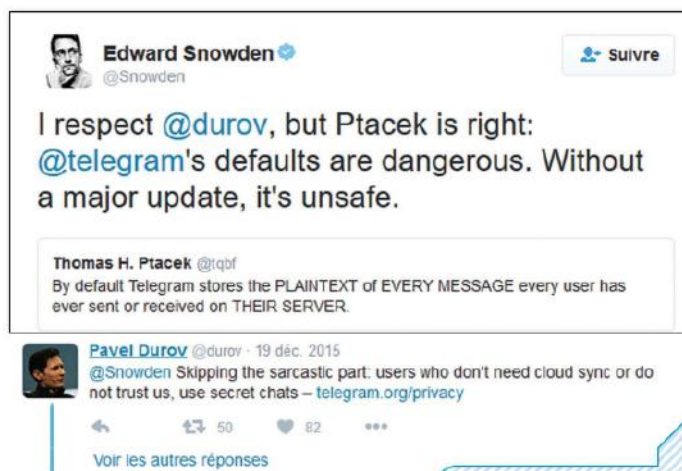 Edward Snowden
@Snowden
Suivre
I respect @durov, but Ptacek is right:
@telegram's defaults are dangerous. Without
a major update, it's unsafe.
Thomas H. Ptacek @tqbf
By default Telegram stores the PLAINTEXT of EVERY MESSAGE every user has
ever sent or received on THEIR SERVER.
Pavel Durov @durov · 19 déc. 2015
@Snowden Skipping the sarcastic part: users who don't need cloud sync or do
not trust us, use secret chats – telegram.org/privacy
50 82
Voir les autres réponses